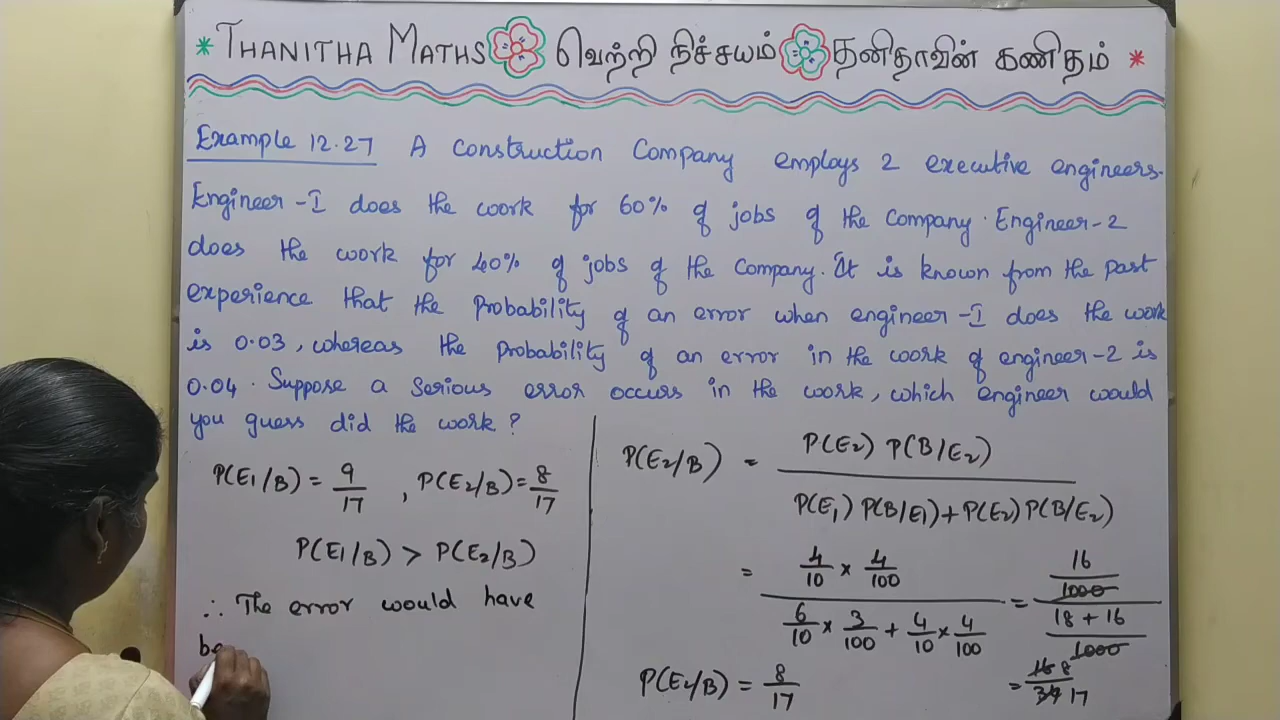 * THANITHA MATHS வெற்றி நிச்சயம் தனிதாவின் கணிதம் *
Example 12.27 A construction Company employs 2 executive engineers.
Engineer -I does the work for 60% of jobs of the Company. Engineer-2
does the work for 40% of jobs of the Company. It is known from the past
experience that the Probability of an error when engineer -I does the work
is 0.03, whereas the Probability of an error in the work of engineer-2 is
0.04. Suppose a serious error occurs in the work, which engineer would
you guess did the work?
P(E1/B) = 9/17 , P(E2/B) = 8/17
P(E1/B) > P(E2/B)
∴ The error would have
be
P(E2/B) = P(E2) P(B/E2) / P(E1) P(B/E1) + P(E2) P(B/E2)
= 4/10 × 4/100 / 6/10 × 3/100 + 4/10 × 4/100 = 16/1000 / 18 + 16/1000
= 16 8/34 17
P(E2/B) = 8/17